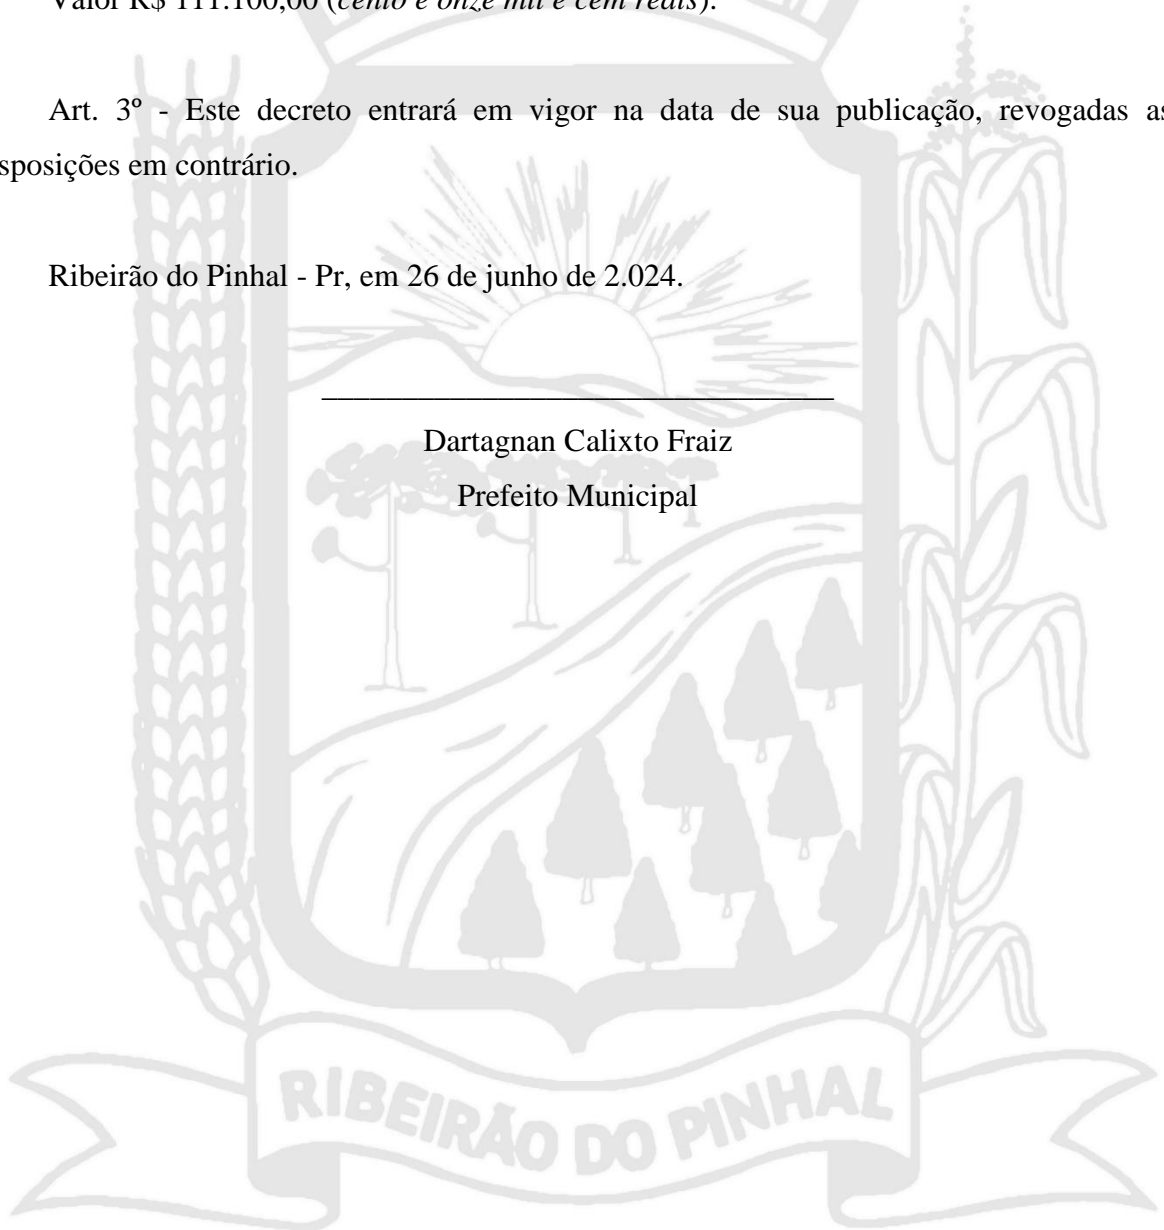 Valor R$ 111.100,00 (cento e onze mil e cem reais).
Art. 3º - Este decreto entrará em vigor na data de sua publicação, revogadas as
sposições em contrário.
Ribeirão do Pinhal - Pr, em 26 de junho de 2.024.
________________________________
Dartagnan Calixto Fraiz
Prefeito Municipal
RIBEIRÃO DO PINHAL